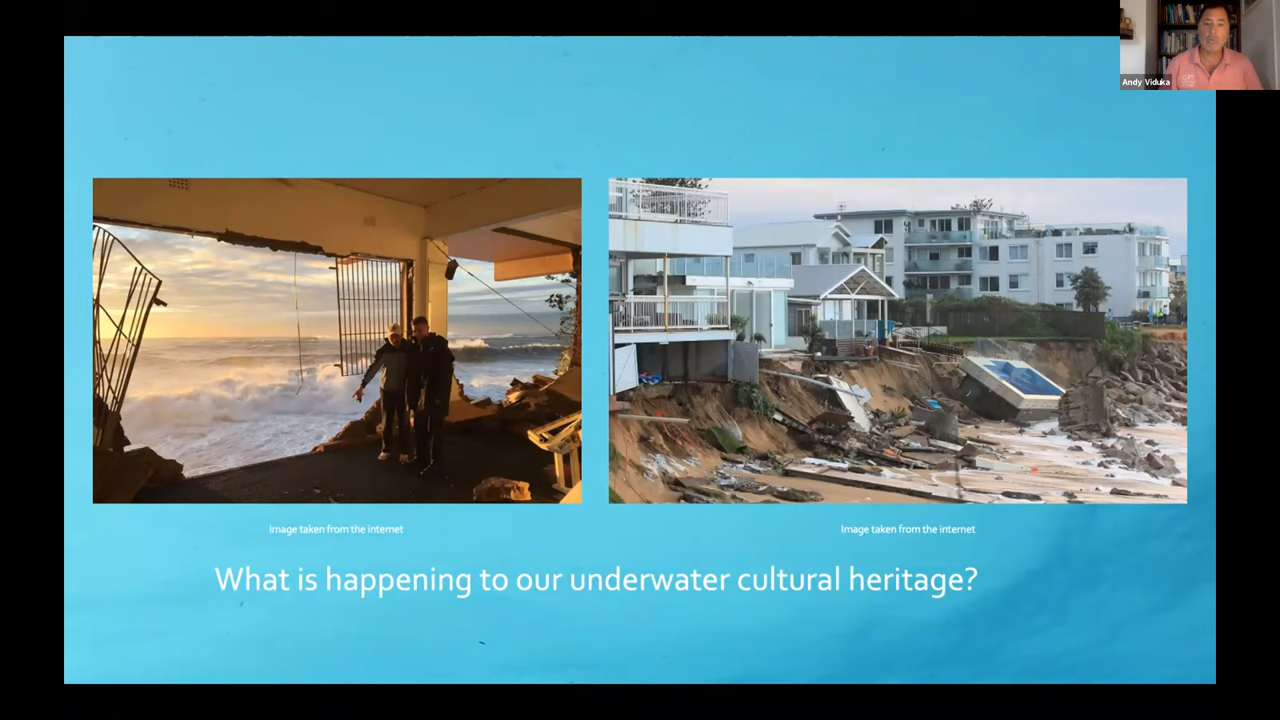 Andy Viduka
Image taken from the internet
Image taken from the internet
What is happening to our underwater cultural heritage?